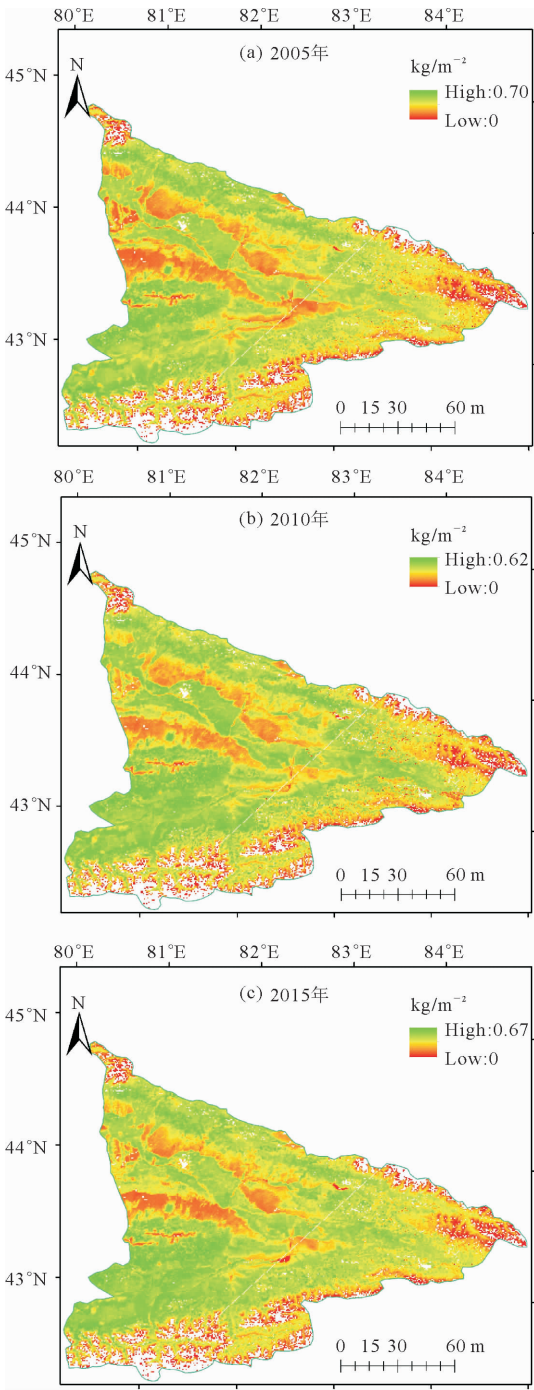 80°E 81°E 82°E 83°E 84°E
(a) 2005年
45°N
N
kg/m⁻²
High:0.70
Low:0
44°N
43°N
0 15 30 60 m
80°E 81°E 82°E 83°E 84°E
(b) 2010年
45°N
N
kg/m⁻²
High:0.62
Low:0
44°N
43°N
0 15 30 60 m
80°E 81°E 82°E 83°E 84°E
(c) 2015年
45°N
N
kg/m⁻²
High:0.67
Low:0
44°N
43°N
0 15 30 60 m